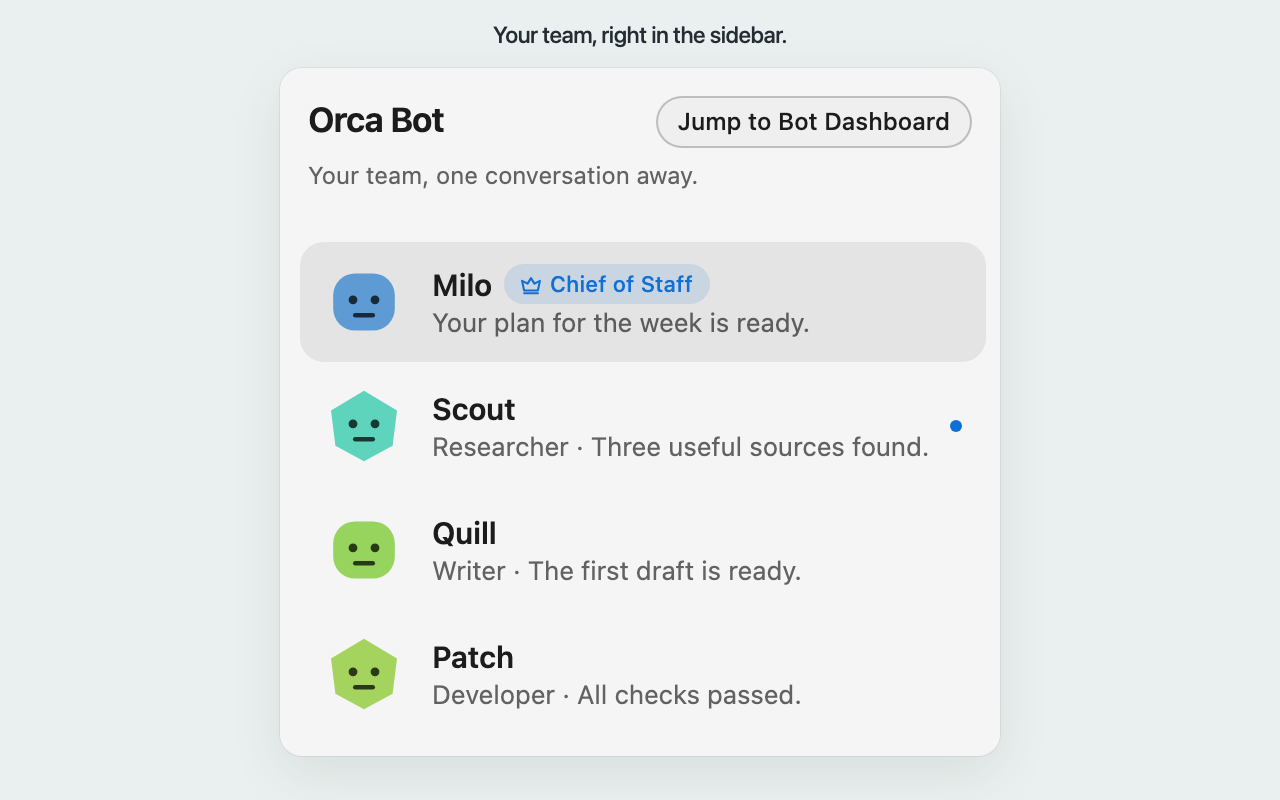 Your team, right in the sidebar.
Orca Bot
Jump to Bot Dashboard
Your team, one conversation away.
Milo
Chief of Staff
Your plan for the week is ready.
Scout
Researcher · Three useful sources found.
Quill
Writer · The first draft is ready.
Patch
Developer · All checks passed.